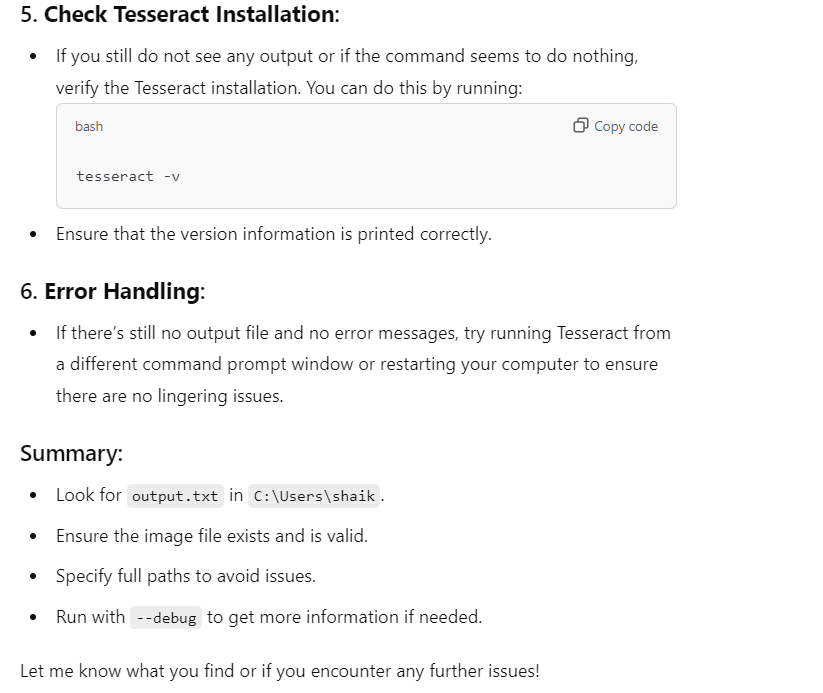 5. Check Tesseract Installation:
• If you still do not see any output or if the command seems to do nothing,
verify the Tesseract installation. You can do this by running:
bash
Copy code
tesseract -v
• Ensure that the version information is printed correctly.
6. Error Handling:
• If there's still no output file and no error messages, try running Tesseract from
a different command prompt window or restarting your computer to ensure
there are no lingering issues.
Summary:
• Look for output.txt in C:\Users\shaik.
• Ensure the image file exists and is valid.
• Specify full paths to avoid issues.
• Run with --debug to get more information if needed.
Let me know what you find or if you encounter any further issues!